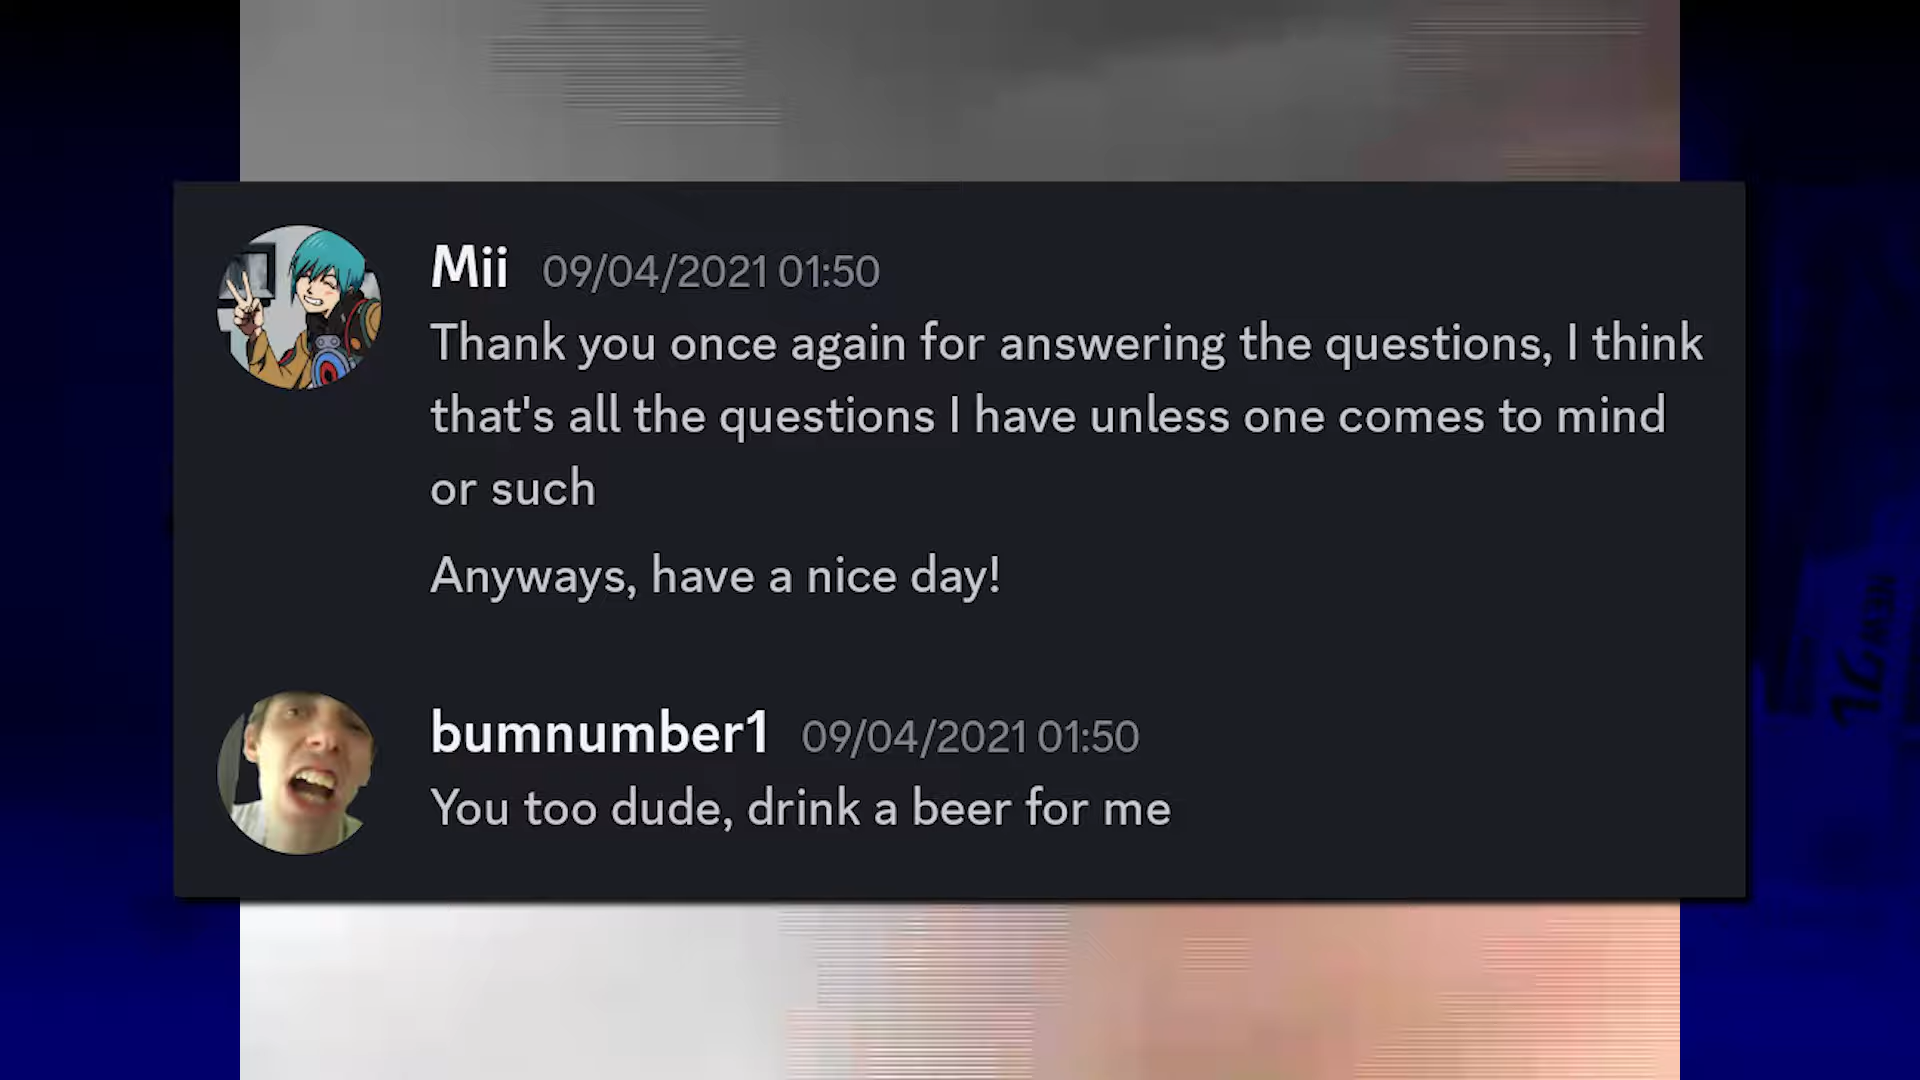 Mii 09/04/2021 01:50
Thank you once again for answering the questions, I think
that's all the questions I have unless one comes to mind
or such
Anyways, have a nice day!
bumnumber1 09/04/2021 01:50
You too dude, drink a beer for me